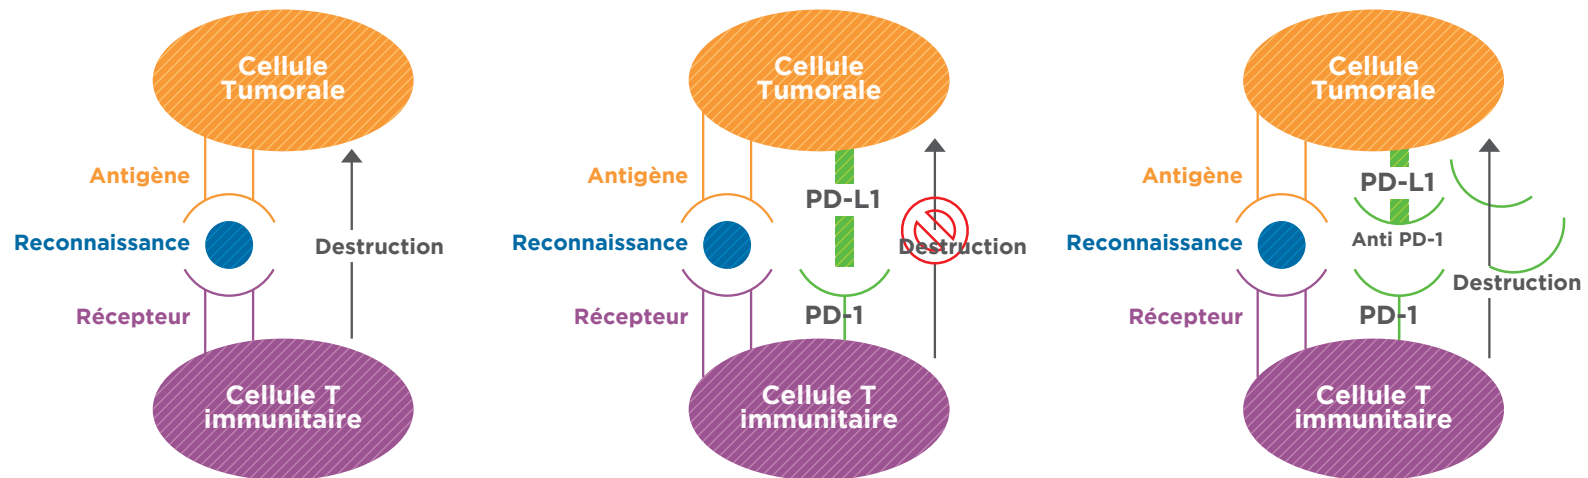 Cellule
Tumorale
Antigène
Reconnaissance
Destruction
Récepteur
Cellule T
immunitaire
Cellule
Tumorale
Antigène
PD-L1
Reconnaissance
Destruction
Récepteur
PD-1
Cellule T
immunitaire
Cellule
Tumorale
Antigène
PD-L1
Reconnaissance
Anti PD-1
Destruction
Récepteur
PD-1
Cellule T
immunitaire